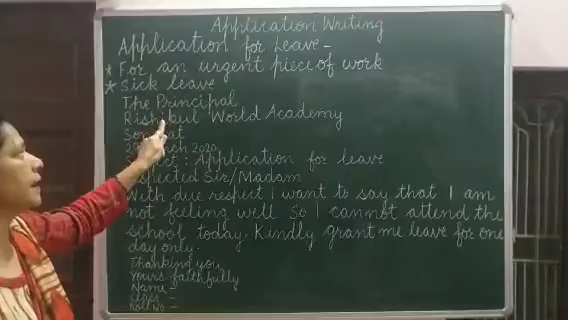 Application Writing
Application for Leave -
* For an urgent piece of work
* Sick leave
The Principal
Rishikul World Academy
March 2020
: Application for leave
Respected Sir/Madam
With due respect I want to say that I am
not feeling well So I cannot attend the
school today. Kindly grant me leave for one
day only.
Thanking you
Yours faithfully
Name -
Class -
Roll No -